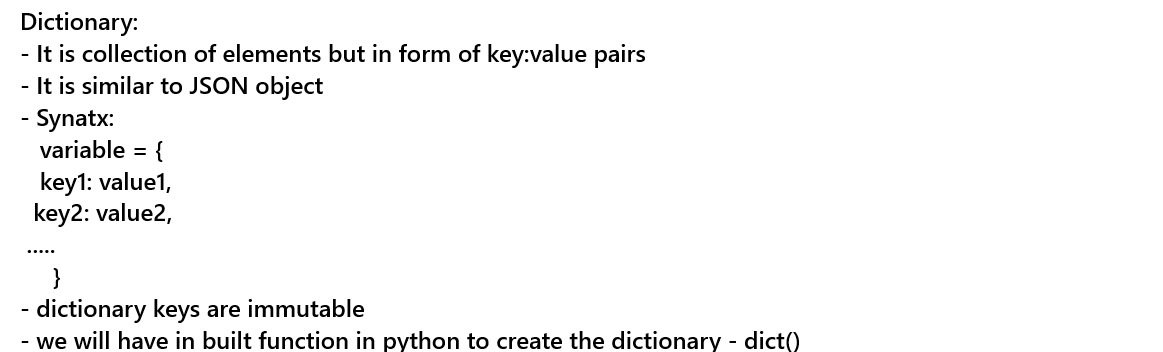 Dictionary:
- It is collection of elements but in form of key:value pairs
- It is similar to JSON object
- Synatx:
variable = {
key1: value1,
key2: value2,
.....
}
- dictionary keys are immutable
- we will have in built function in python to create the dictionary - dict()